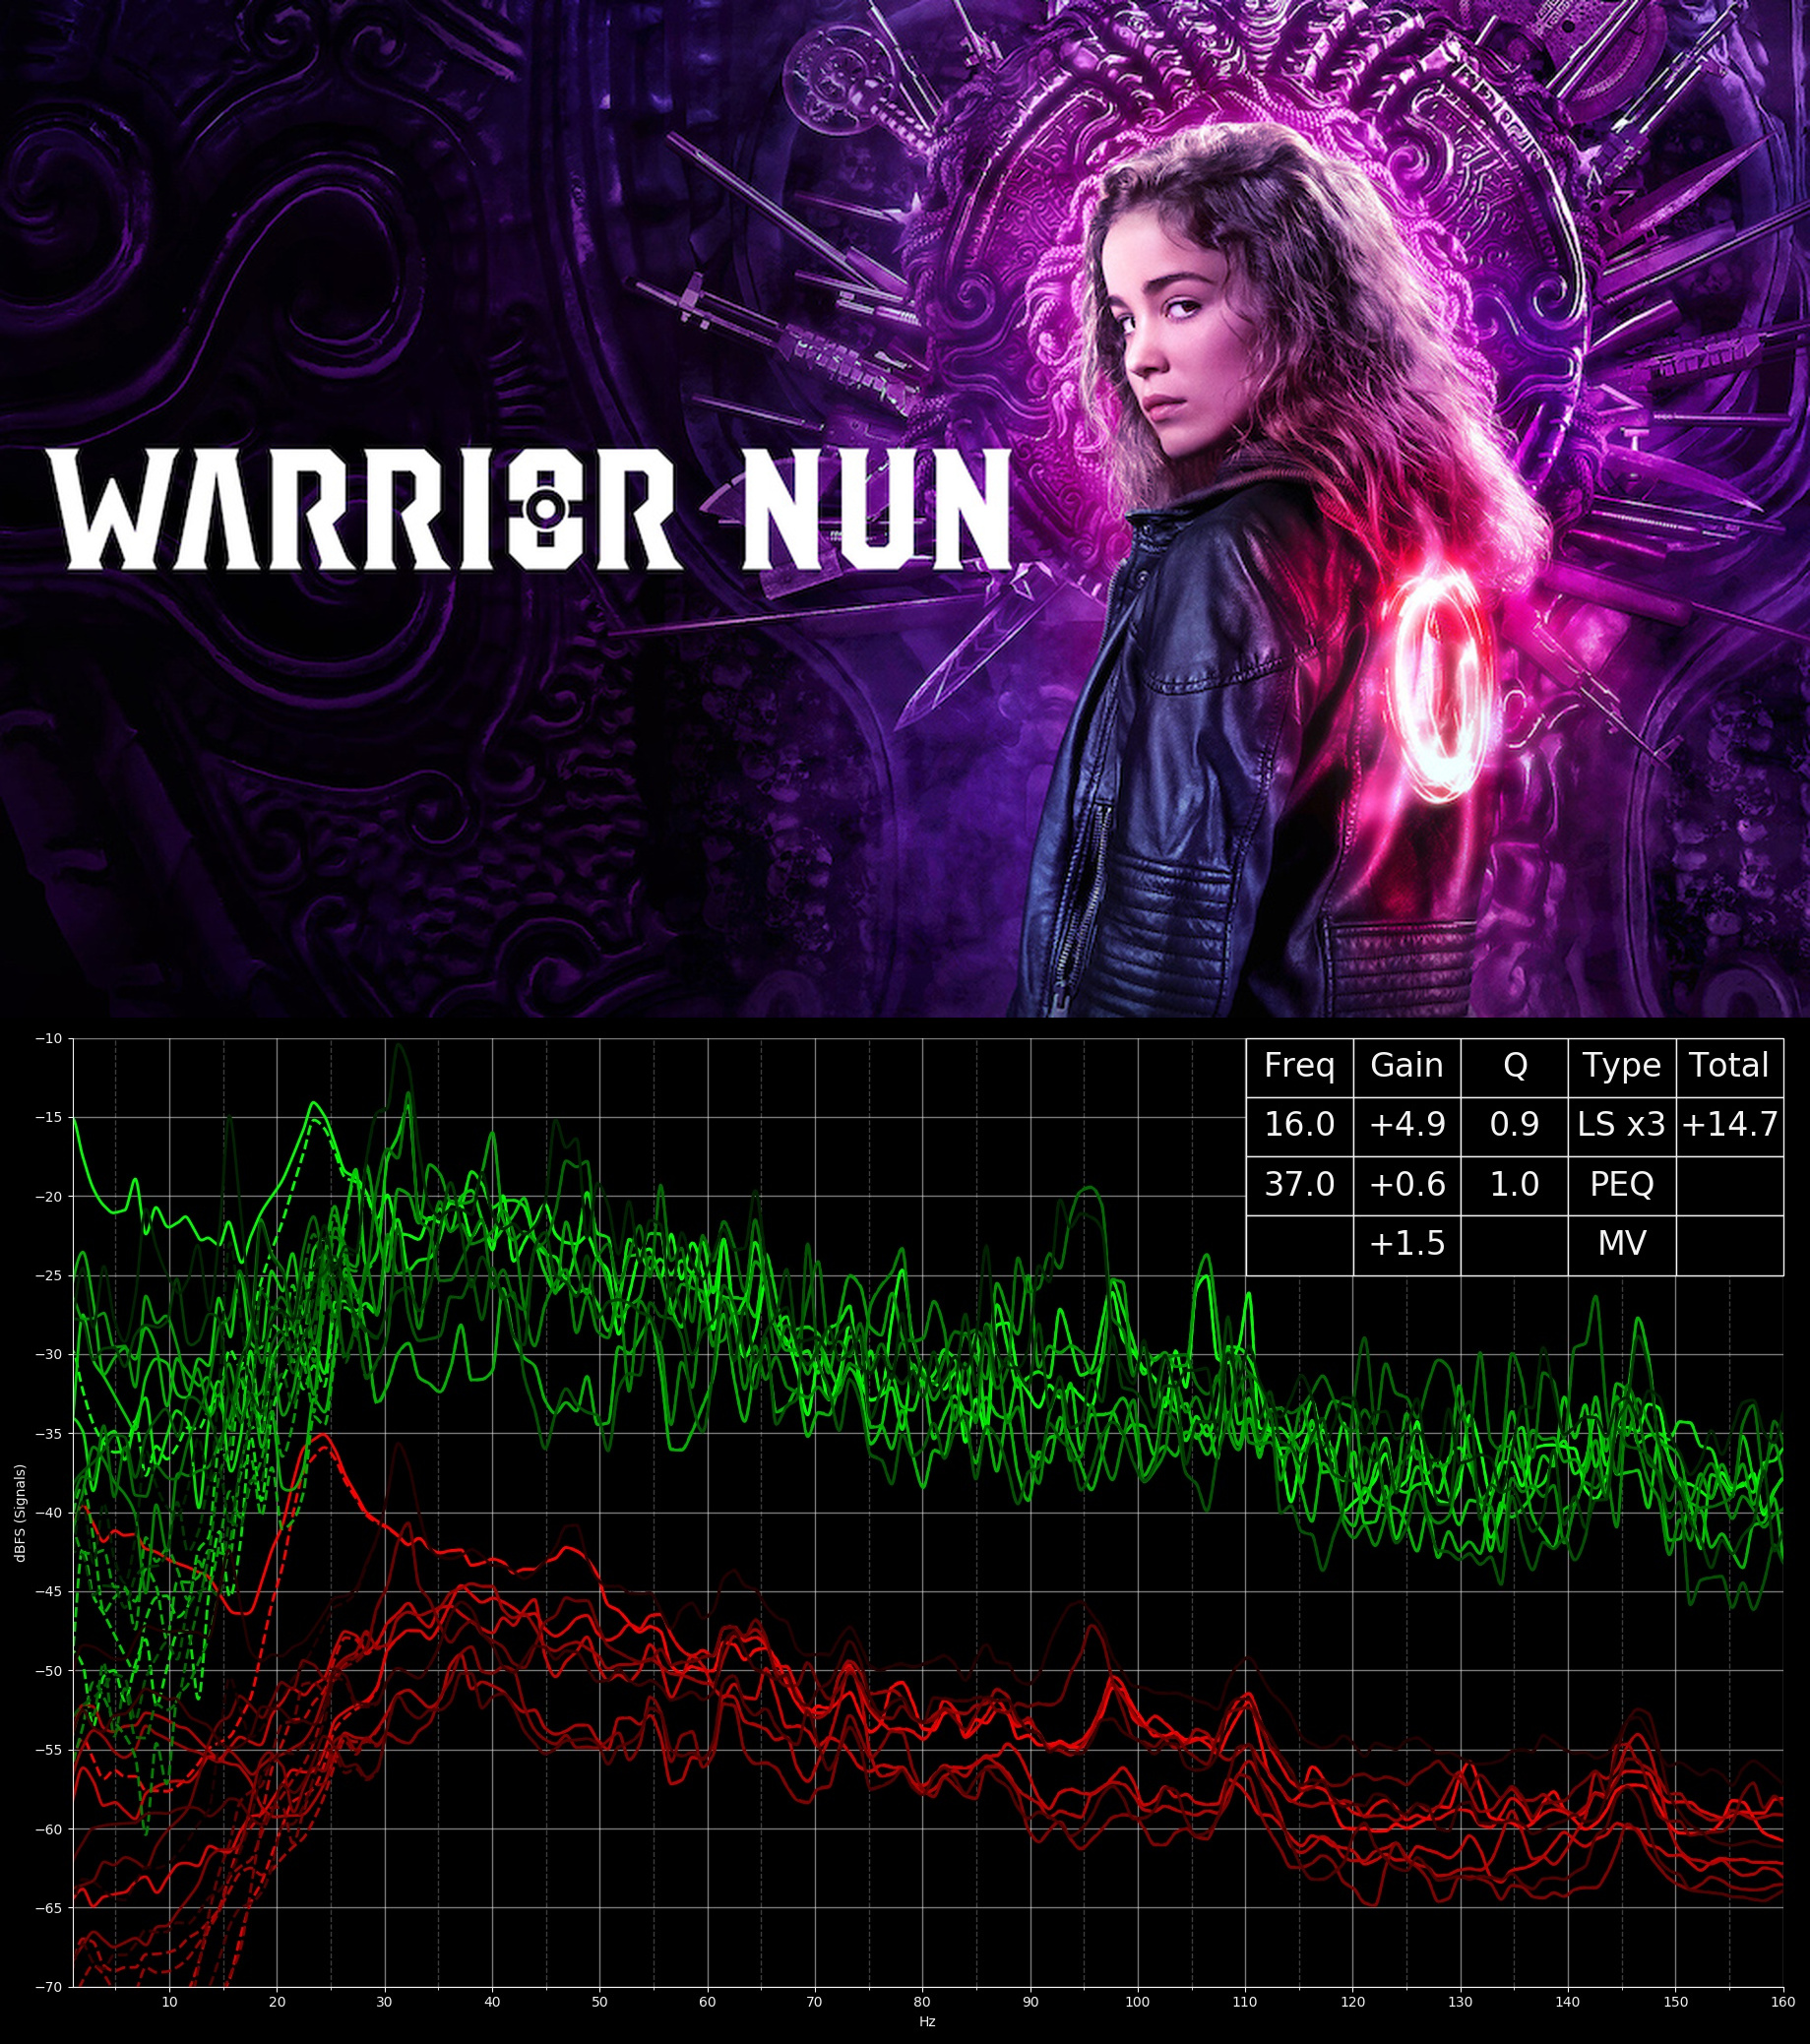 WARRIOR NUN
Freq Gain Q Type Total
16.0 +4.9 0.9 LS x3 +14.7
37.0 +0.6 1.0 PEQ
+1.5 MV
−10
−15
−20
−25
−30
−35
−40
−45
−50
−55
−60
−65
−70
dBFS (Signals)
10 20 30 40 50 60 70 80 90 100 110 120 130 140 150 160
Hz